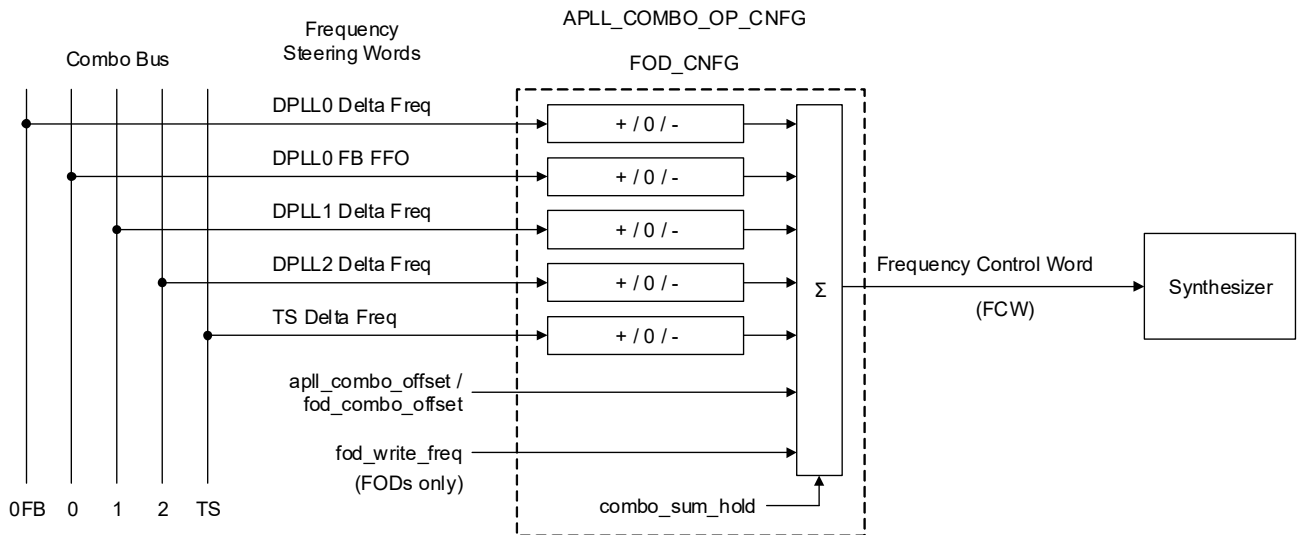 APLL_COMBO_OP_CNFG
Frequency
Steering Words
Combo Bus
FOD_CNFG
DPLL0 Delta Freq
+ / 0 / -
DPLL0 FB FFO
+ / 0 / -
DPLL1 Delta Freq
+ / 0 / -
DPLL2 Delta Freq
+ / 0 / -
TS Delta Freq
+ / 0 / -
Σ
Frequency Control Word
(FCW)
Synthesizer
apll_combo_offset /
fod_combo_offset
fod_write_freq
(FODs only)
combo_sum_hold
0FB 0 1 2 TS